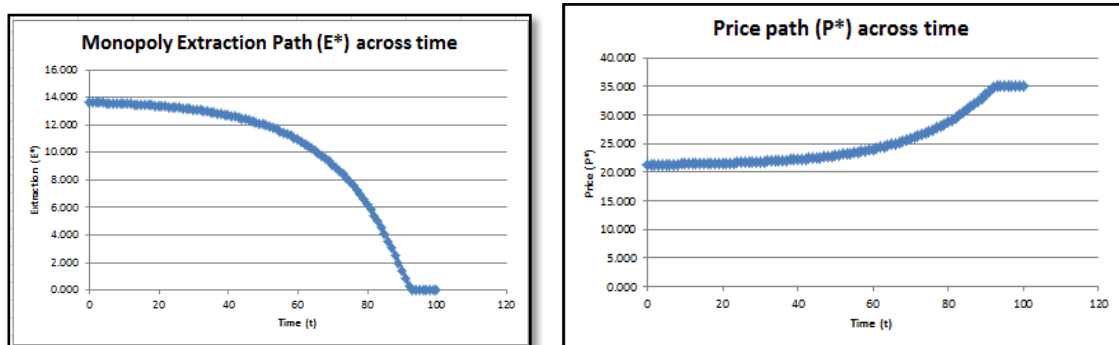 Monopoly Extraction Path (E*) across time
16.000
14.000
12.000
10.000
8.000
6.000
4.000
2.000
0.000
Extraction (E*)
0 20 40 60 80 100 120
Time (t)
Price path (P*) across time
40.000
35.000
30.000
25.000
20.000
15.000
10.000
5.000
0.000
Price (P*)
0 20 40 60 80 100 120
Time (t)